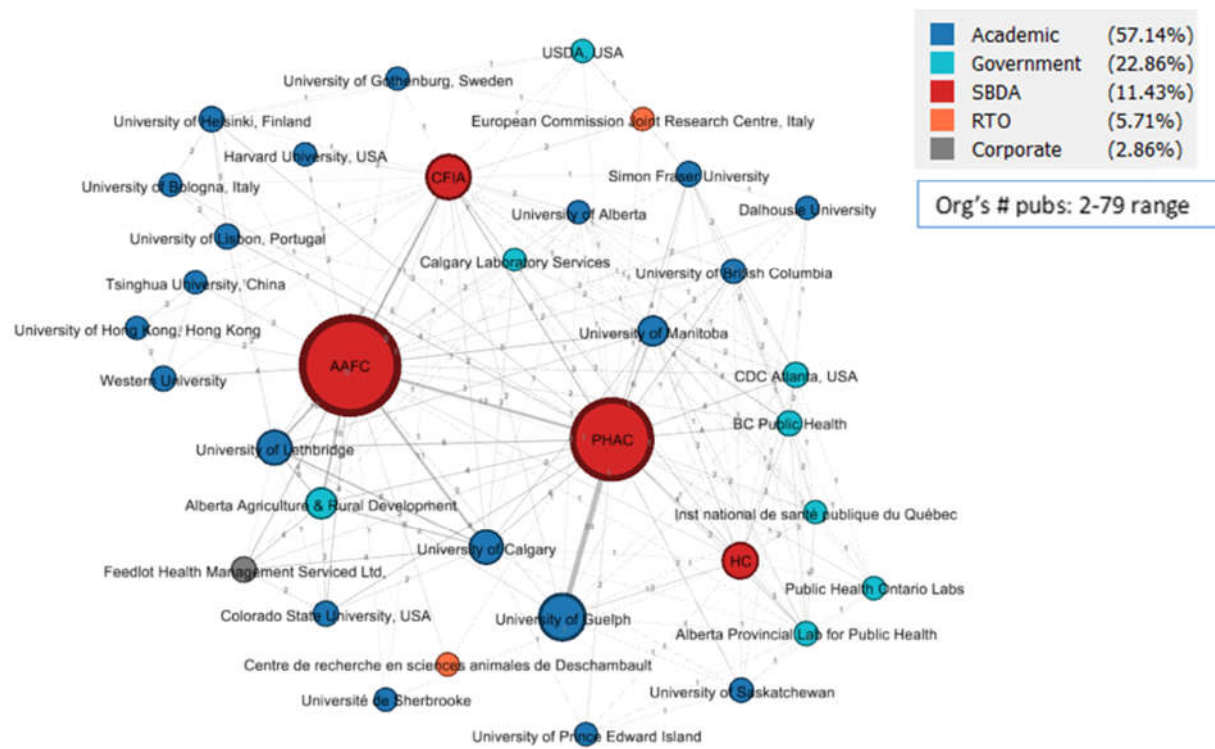 USDA, USA
University of Gothenburg, Sweden
University of Helsinki, Finland
European Commission Joint Research Centre, Italy
Harvard University, USA
CFIA
Simon Fraser University
University of Bologna, Italy
University of Alberta
Dalhousie University
University of Lisbon, Portugal
Calgary Laboratory Services
University of British Columbia
Tsinghua University, China
University of Hong Kong, Hong Kong
University of Manitoba
AAFC
Western University
CDC Atlanta, USA
BC Public Health
PHAC
University of Lethbridge
Alberta Agriculture & Rural Development
Inst national de santé publique du Québec
University of Calgary
HC
Feedlot Health Management Serviced Ltd,
Public Health Ontario Labs
Colorado State University, USA
University of Guelph
Alberta Provincial Lab for Public Health
Centre de recherche en sciences animales de Deschambault
University of Saskatchewan
Université de Sherbrooke
University of Prince Edward Island
Academic (57.14%)
Government (22.86%)
SBDA (11.43%)
RTO (5.71%)
Corporate (2.86%)
Org's # pubs: 2-79 range